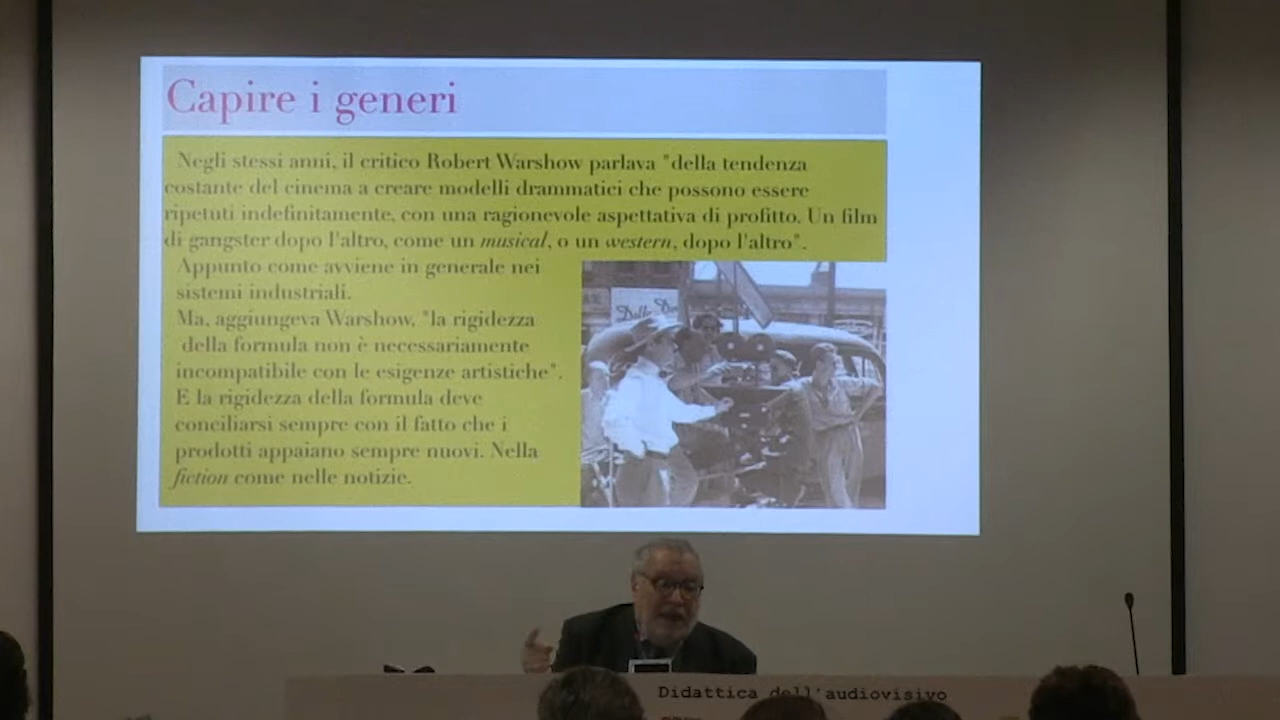 Capire i generi
Negli stessi anni, il critico Robert Warshow parlava "della tendenza
costante del cinema a creare modelli drammatici che possono essere
ripetuti indefinitamente, con una ragionevole aspettativa di profitto. Un film
di gangster dopo l'altro, come un musical, o un western, dopo l'altro".
Appunto come avviene in generale nei
sistemi industriali.
Ma, aggiungeva Warshow, "la rigidezza
della formula non è necessariamente
incompatibile con le esigenze artistiche".
E la rigidezza della formula deve
conciliarsi sempre con il fatto che i
prodotti appaiano sempre nuovi. Nella
fiction come nelle notizie.
Didattica dell'audiovisivo